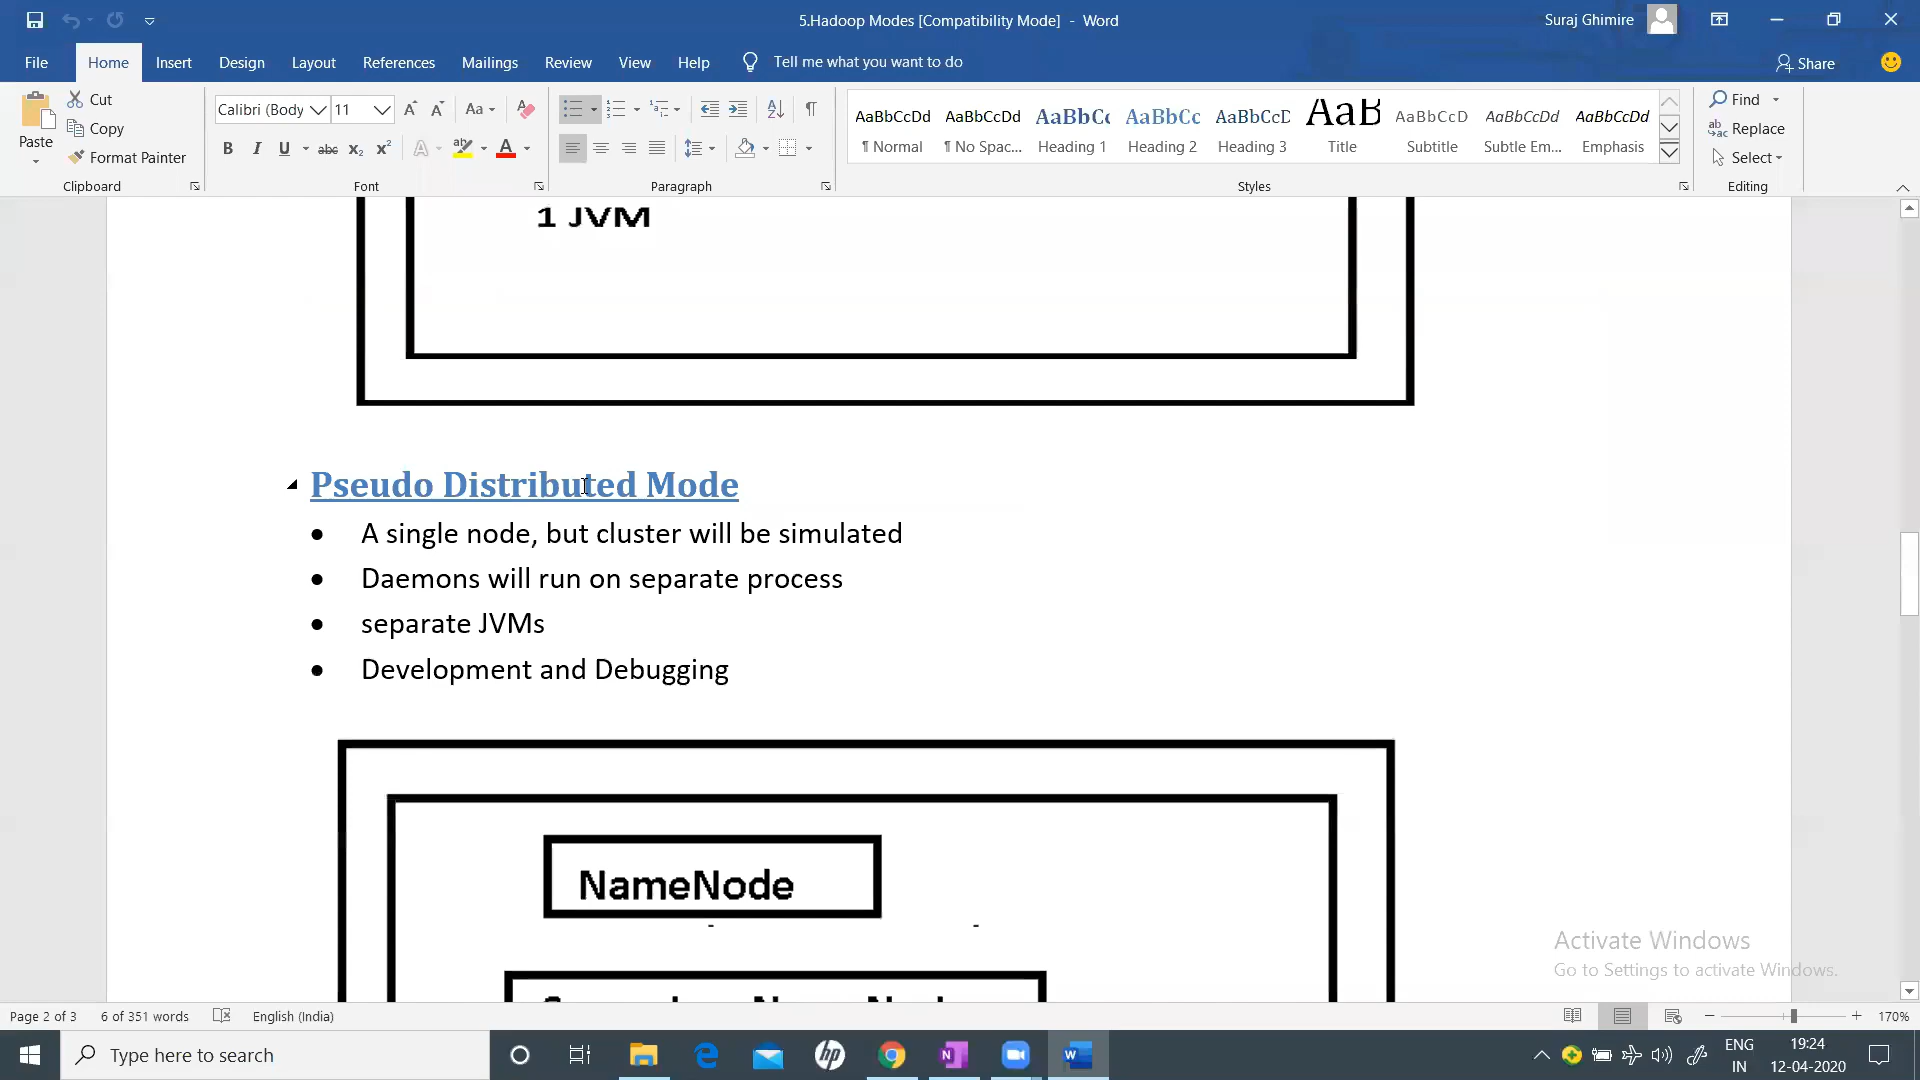 5.Hadoop Modes [Compatibility Mode] - Word
Suraj Ghimire
File Home Insert Design Layout References Mailings Review View Help Tell me what you want to do
Share
Paste
Cut
Copy
Format Painter
Clipboard
Calibri (Body 11
Font
Paragraph
AaBbCcDd AaBbCcDd AaBbCc AaBbCc AaBbCcD AaB AaBbCcD AaBbCcDd AaBbCcDd
¶ Normal ¶ No Spac... Heading 1 Heading 2 Heading 3 Title Subtitle Subtle Em... Emphasis
Styles
Find
Replace
Select
Editing
1 JVM
Pseudo Distributed Mode
• A single node, but cluster will be simulated
• Daemons will run on separate process
• separate JVMs
• Development and Debugging
NameNode
Activate Windows
Go to Settings to activate Windows.
Page 2 of 3 6 of 351 words English (India)
170%
Type here to search
ENG
IN
19:24
12-04-2020